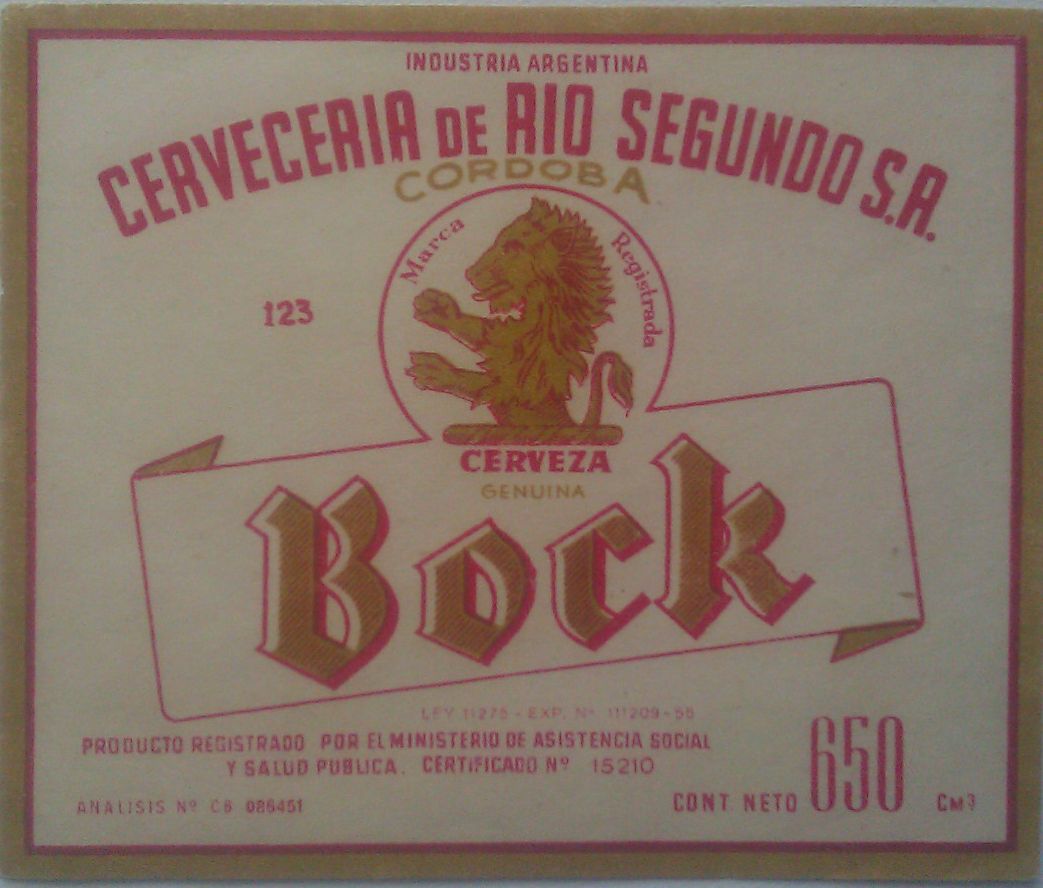 INDUSTRIA ARGENTINA
CERVECERIA DE RIO SEGUNDO S.A.
CORDOBA
Marca Registrada
123
CERVEZA
GENUINA
Bock
LEY 11275 - EXP. Nº 111209-55
PRODUCTO REGISTRADO POR EL MINISTERIO DE ASISTENCIA SOCIAL
Y SALUD PUBLICA. CERTIFICADO Nº 15210
ANALISIS Nº CB 086451
CONT. NETO 650 CM3